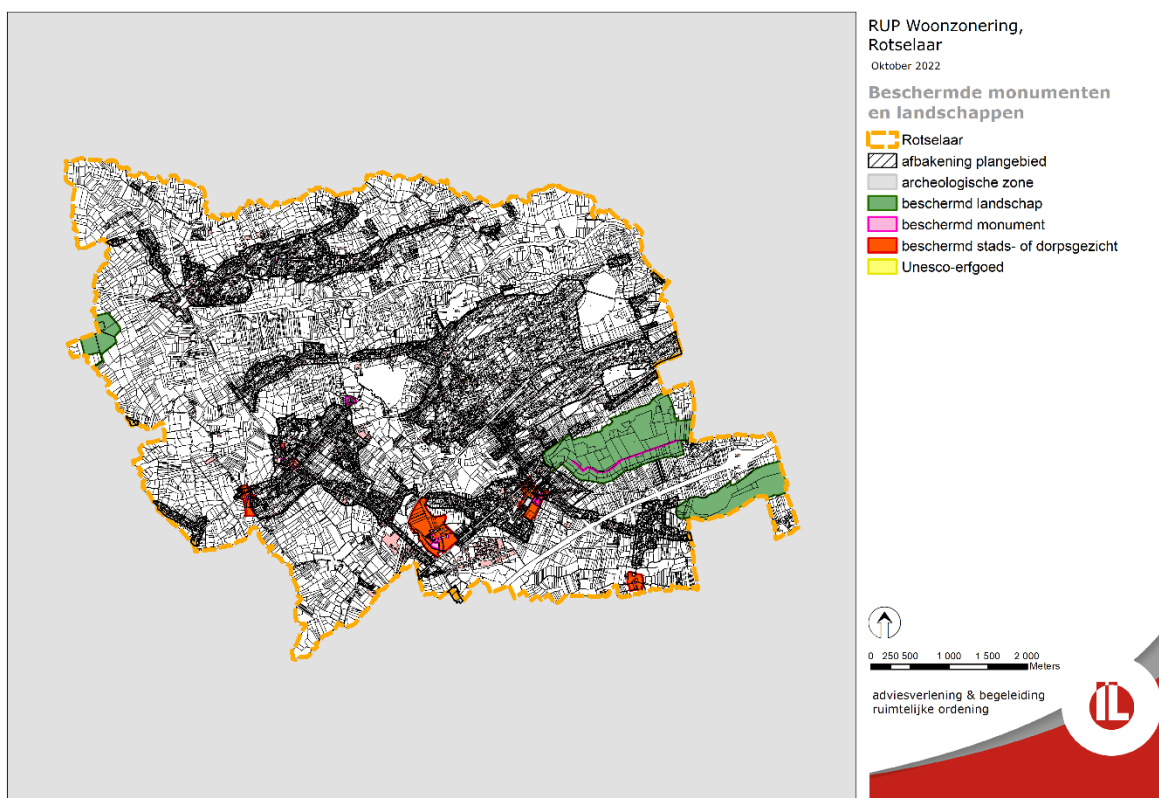 RUP Woonzonering,
Rotselaar
Oktober 2022
Beschermde monumenten
en landschappen
Rotselaar
afbakening plangebied
archeologische zone
beschermd landschap
beschermd monument
beschermd stads- of dorpsgezicht
Unesco-erfgoed
0 250 500 1 000 1 500 2 000
Meters
adviesverlening & begeleiding
ruimtelijke ordening
IL